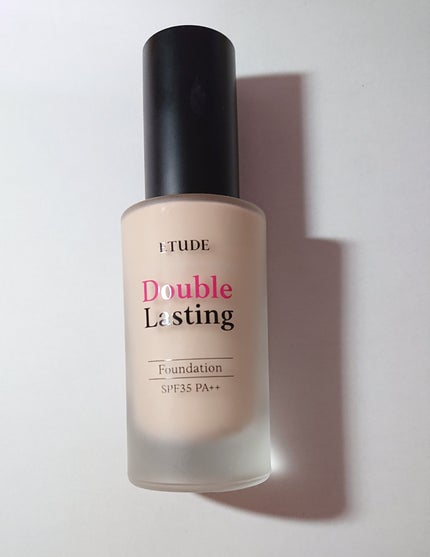 ETUDE
Double
Lasting
Foundation
SPF35 PA++